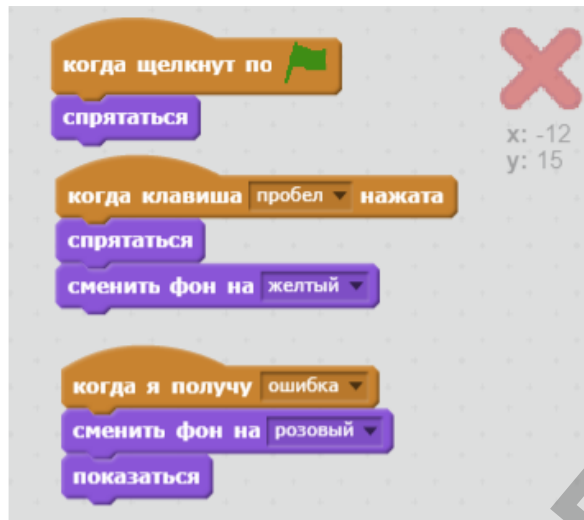 когда щелкнут по
спрятаться
x: -12
y: 15
когда клавиша пробел нажата
спрятаться
сменить фон на желтый
когда я получу ошибка
сменить фон на розовый
показаться